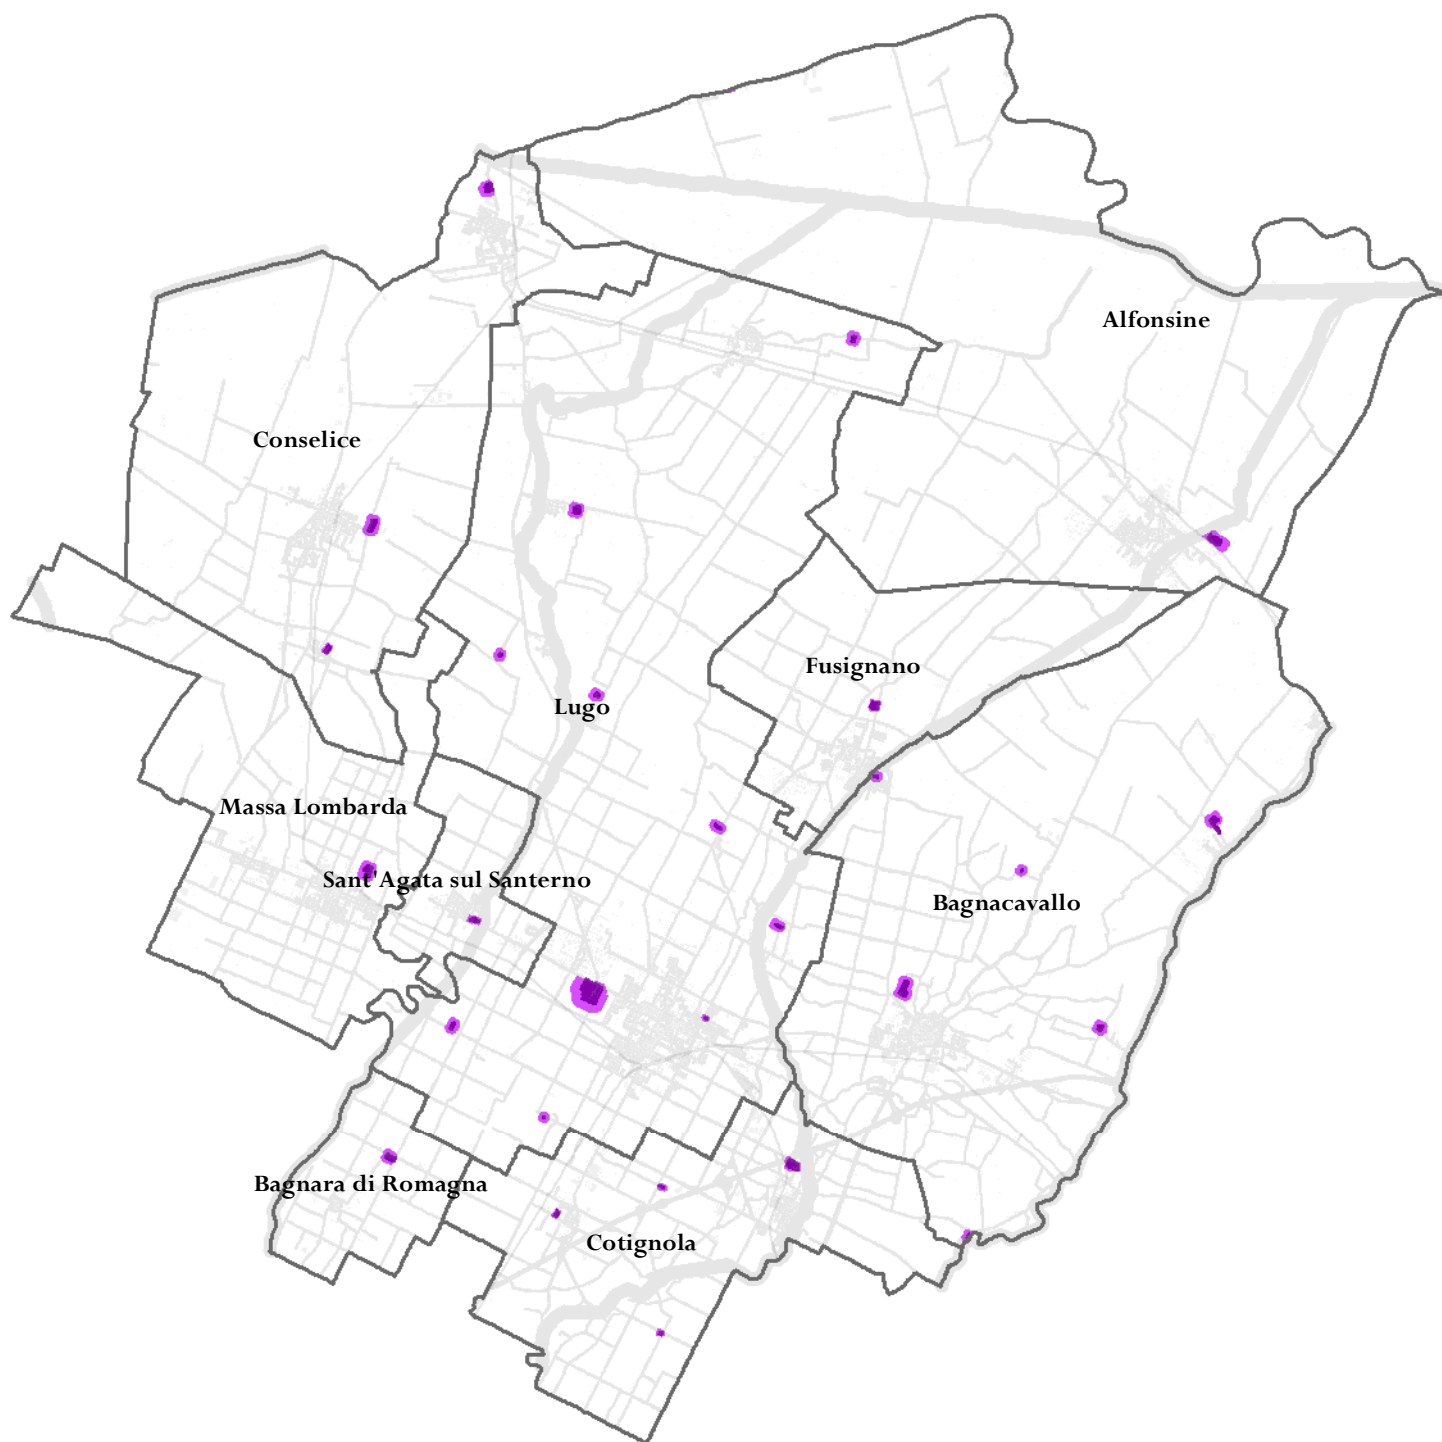 Alfonsine
Conselice
Fusignano
Lugo
Massa Lombarda
Sant'Agata sul Santerno
Bagnacavallo
Bagnara di Romagna
Cotignola